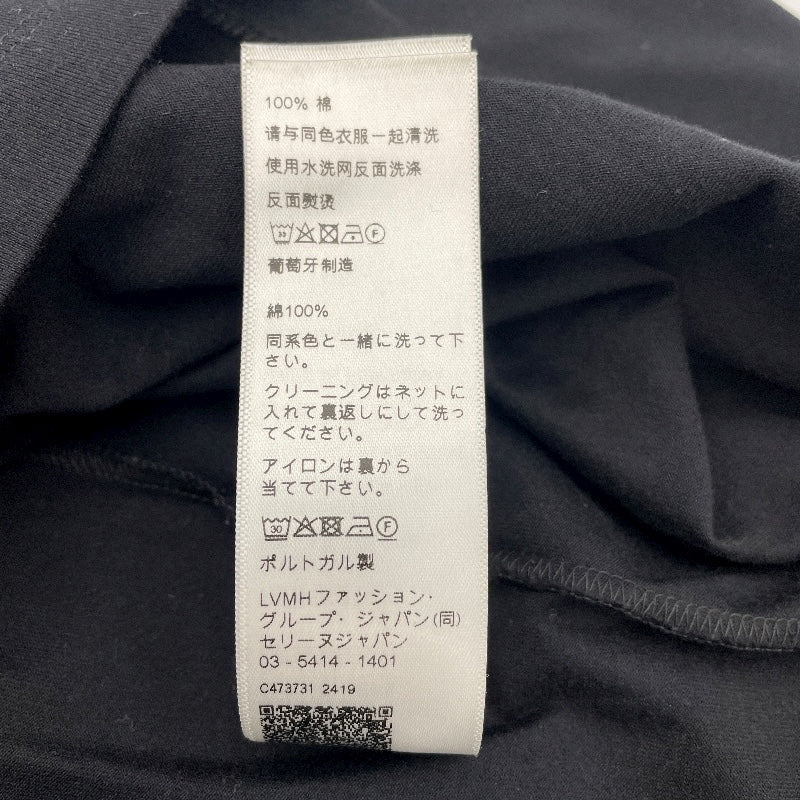 100% 棉
请与同色衣服一起清洗
使用水洗网反面洗涤
反面熨烫
30 F
葡萄牙制造
綿100%
同系色と一緒に洗って下
さい。
クリーニングはネットに
入れて裏返しにして洗っ
てください。
アイロンは裏から
当てて下さい。
30 F
ポルトガル製
LVMHファッション·
グループ· ジャパン(同)
セリーヌジャパン
03 - 5414 - 1401
C473731 2419